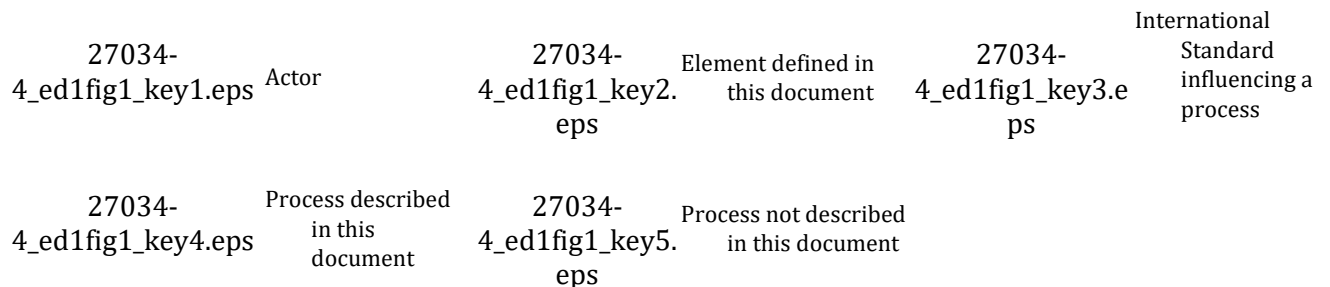 27034-
4_ed1fig1_key1.eps
Actor
27034-
4_ed1fig1_key2.
eps
Element defined in
this document
27034-
4_ed1fig1_key3.e
ps
International
Standard
influencing a
process
27034-
4_ed1fig1_key4.eps
Process described
in this
document
27034-
4_ed1fig1_key5.
eps
Process not described
in this document